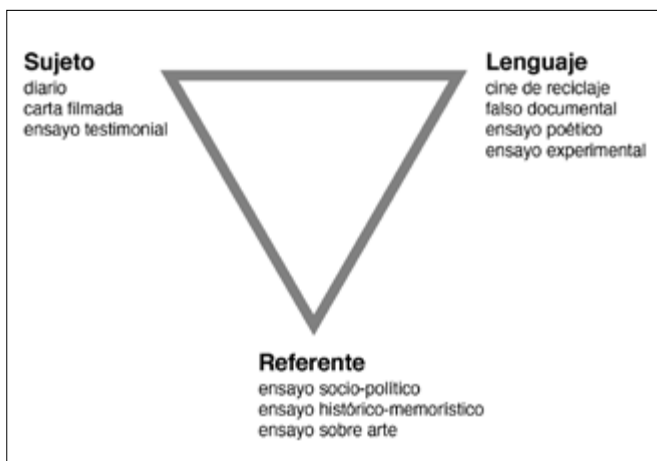 Sujeto
diario
carta filmada
ensayo testimonial
Lenguaje
cine de reciclaje
falso documental
ensayo poético
ensayo experimental
Referente
ensayo socio-político
ensayo histórico-memorístico
ensayo sobre arte